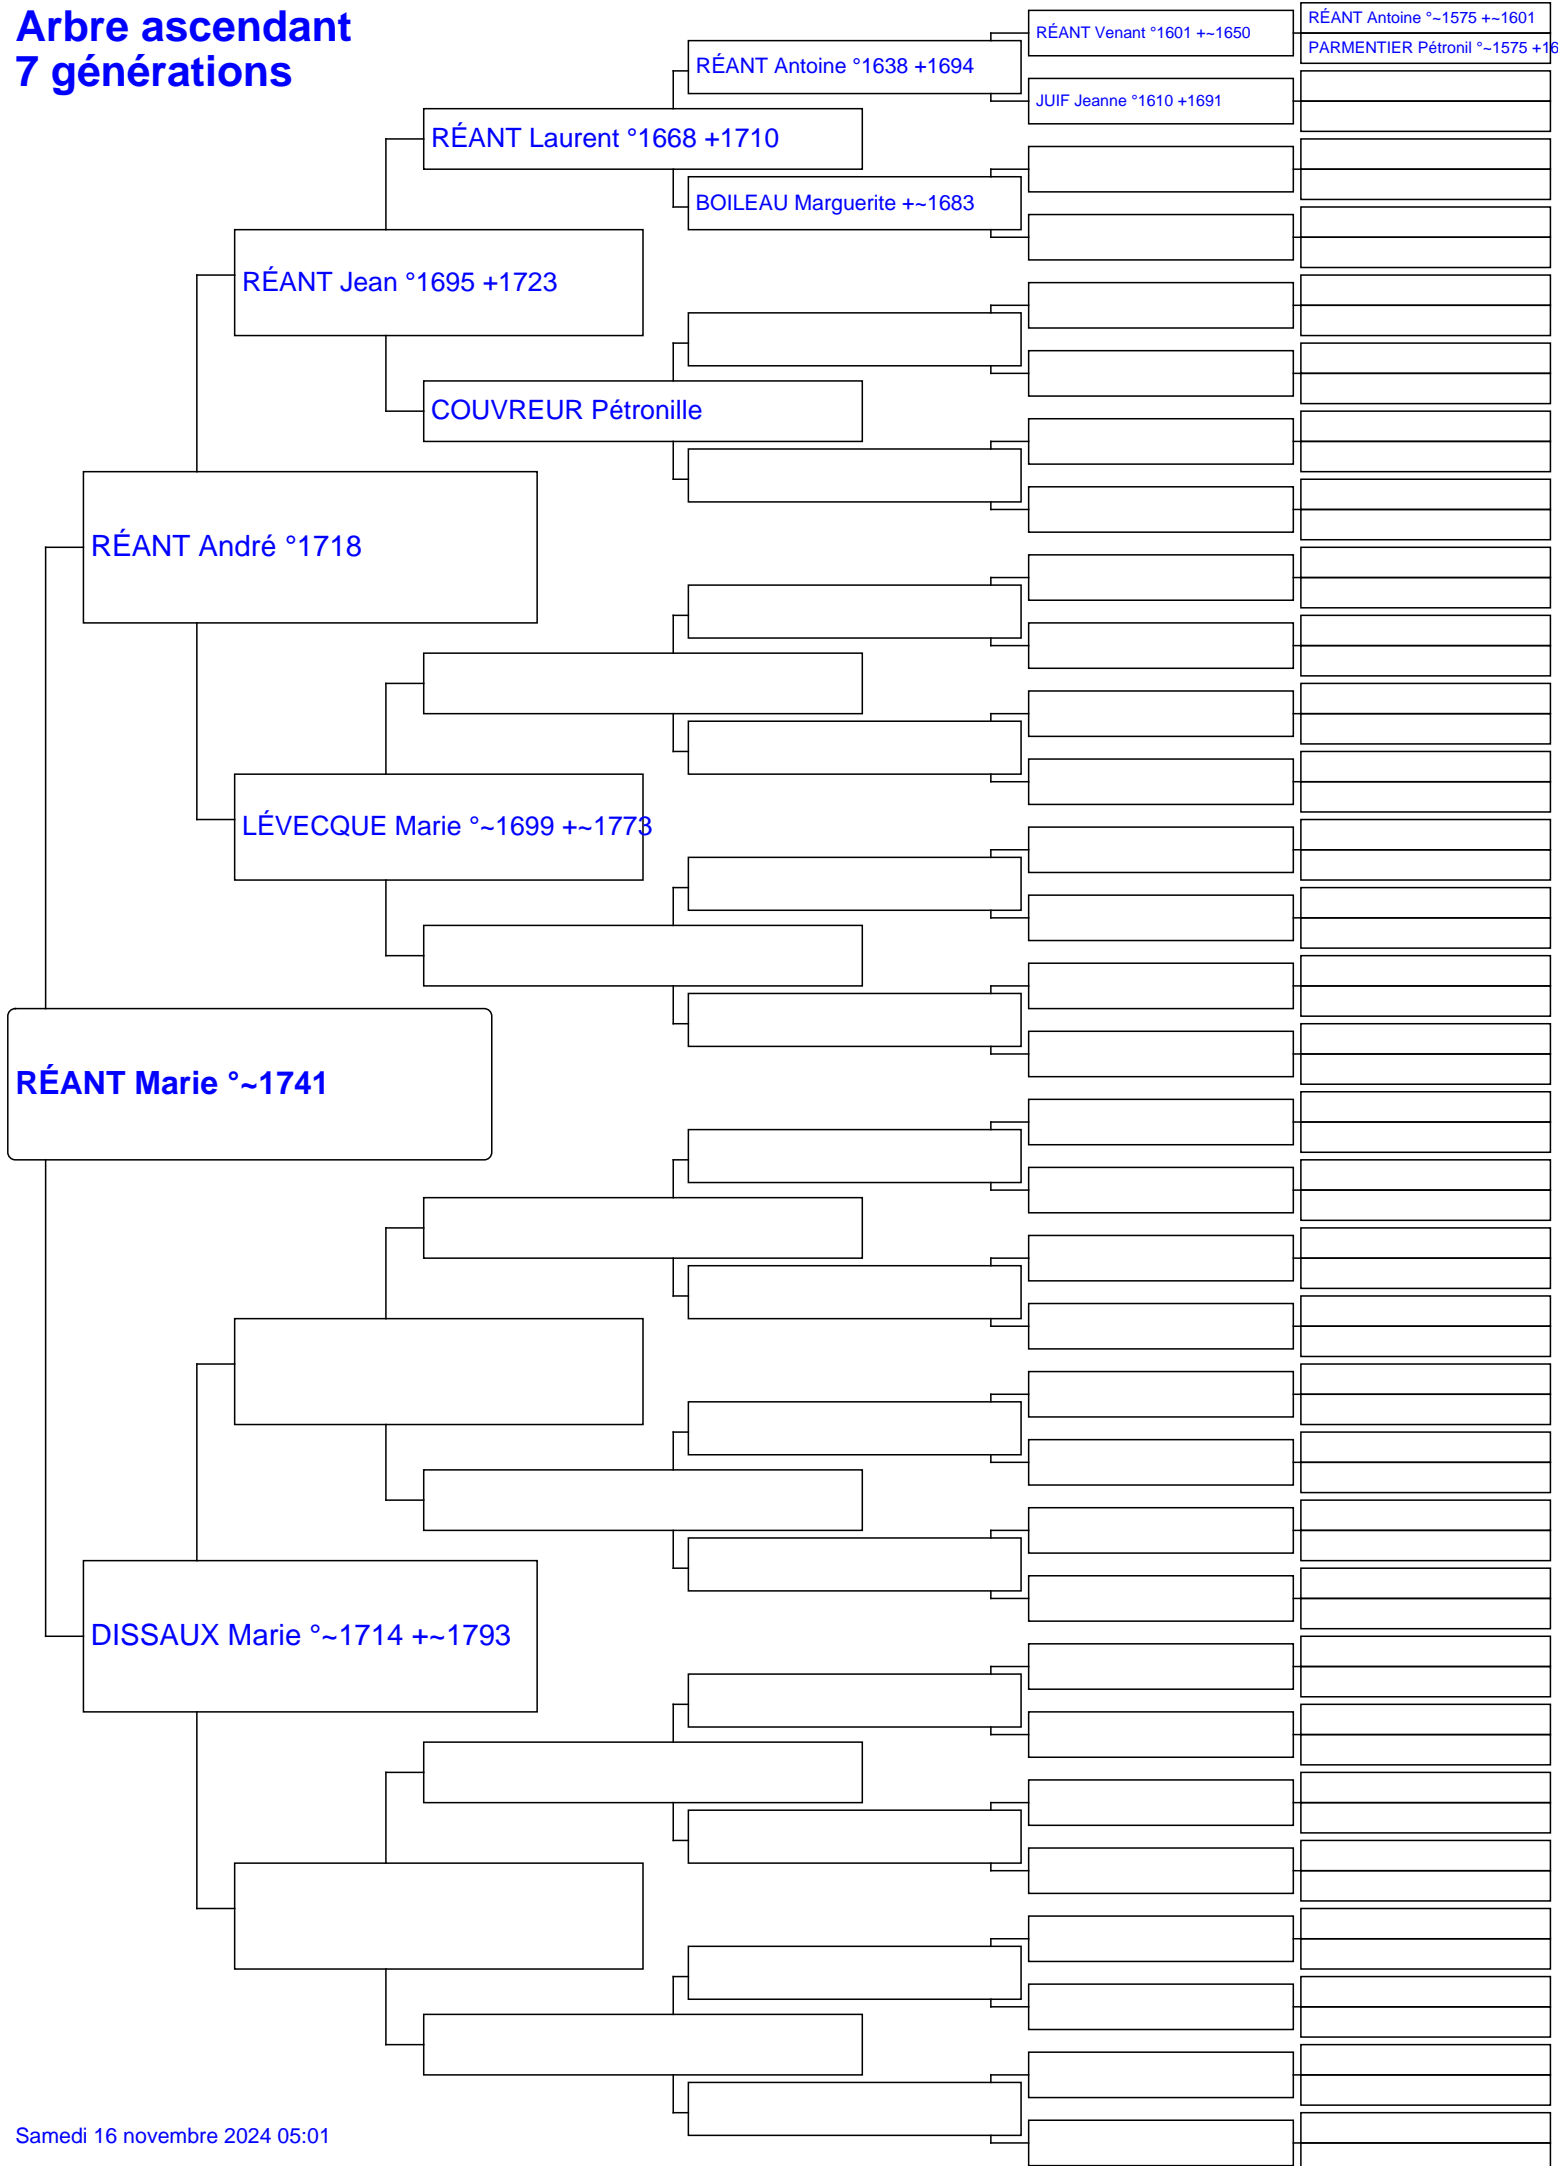 Arbre ascendant
7 générations
RÉANT Antoine °~1575 +~1601
RÉANT Venant °1601 +~1650
PARMENTIER Pétronil °~1575 +16
RÉANT Antoine °1638 +1694
JUIF Jeanne °1610 +1691
RÉANT Laurent °1668 +1710
BOILEAU Marguerite +~1683
RÉANT Jean °1695 +1723
COUVREUR Pétronille
RÉANT André °1718
LÉVECQUE Marie °~1699 +~1773
RÉANT Marie °~1741
DISSAUX Marie °~1714 +~1793
Samedi 16 novembre 2024 05:01